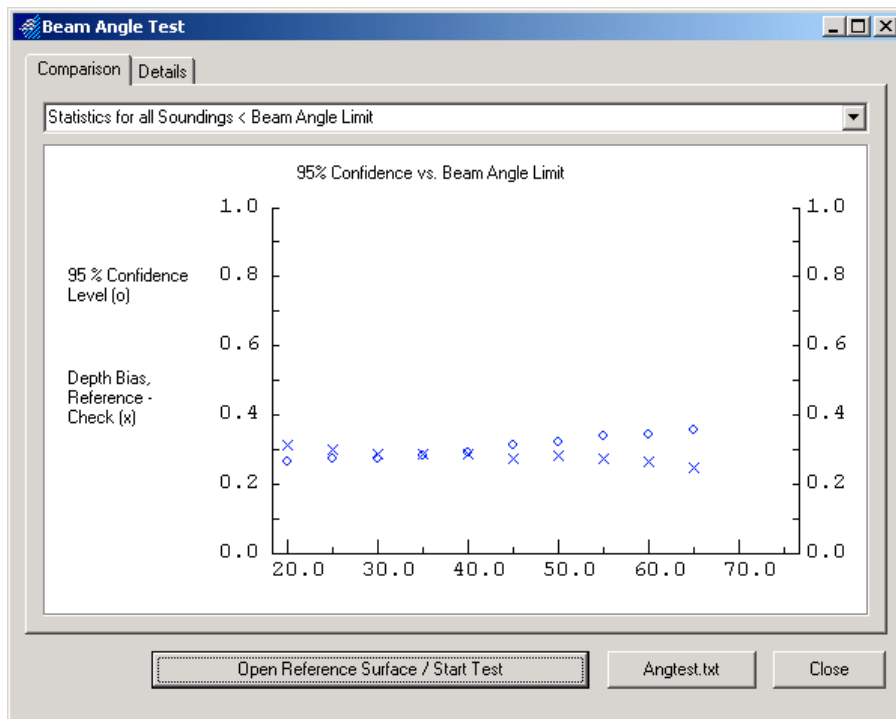 Beam Angle Test
Comparison
Details
Statistics for all Soundings < Beam Angle Limit
95% Confidence vs. Beam Angle Limit
95 % Confidence
Level (o)
Depth Bias,
Reference -
Check (x)
1.0
0.8
0.6
0.4
0.2
0.0
1.0
0.8
0.6
0.4
0.2
0.0
20.0 30.0 40.0 50.0 60.0 70.0
Open Reference Surface / Start Test
Angtest.txt
Close